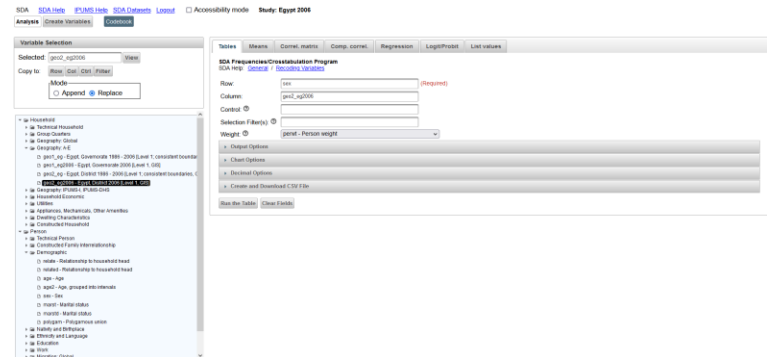 SDA SDA Help IPUMS Help SDA Datasets Logout Accessibility mode Study: Egypt 2006
Analysis Create Variables Codebook
Variable Selection
Selected: geo2_eg2006 View
Copy to: Row Col Ctrl Filter
Mode
Append Replace
Household
Technical Household
Group Quarters
Geography: Global
Geography: A-E
geo1_eg - Egypt, Governorate 1986 - 2006 [Level 1; consistent boundar
geo1_eg2006 - Egypt, Governorate 2006 [Level 1, GIS]
geo2_eg - Egypt, District 1996 - 2006 [Level 1; consistent boundaries, G
geo2_eg2006 - Egypt, District 2006 [Level 1, GIS]
Geography: IPUMS-I, IPUMS-DHS
Household Economic
Utilities
Appliances, Mechanicals, Other Amenities
Dwelling Characteristics
Constructed Household
Person
Technical Person
Constructed Family Interrelationship
Demographic
relate - Relationship to household head
related - Relationship to household head
age - Age
age2 - Age, grouped into intervals
sex - Sex
marst - Marital status
marstd - Marital status
polygam - Polygamous union
Nativity and Birthplace
Ethnicity and Language
Education
Work
Migration: Global
Tables Means Correl. matrix Comp. correl. Regression Logit/Probit List values
SDA Frequencies/Crosstabulation Program
SDA Help: General / Recoding Variables
Row: sex (Required)
Column: geo2_eg2006
Control:
Selection Filter(s):
Weight: perwt - Person weight
Output Options
Chart Options
Decimal Options
Create and Download CSV File
Run the Table Clear Fields